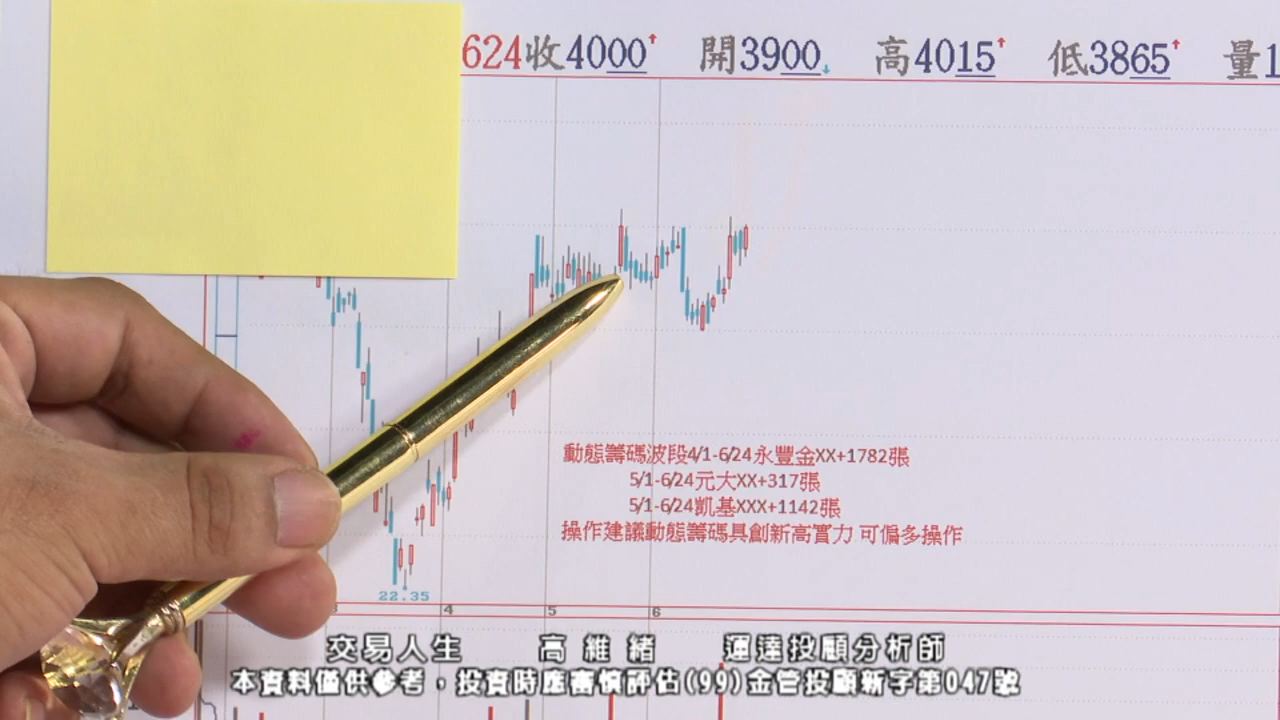 624收4000↑ 開3900↓ 高4015↑ 低3865↑ 量1
動態籌碼波段4/1-6/24永豐金XX+1782張
5/1-6/24元大XX+317張
5/1-6/24凱基XXX+1142張
操作建議動態籌碼具創新高實力 可偏多操作
22.35
4 5 6
交易人生 高維緒 運達投顧分析師
本資料僅供參考，投資時應審慎評估(99)金管投顧新字第047號